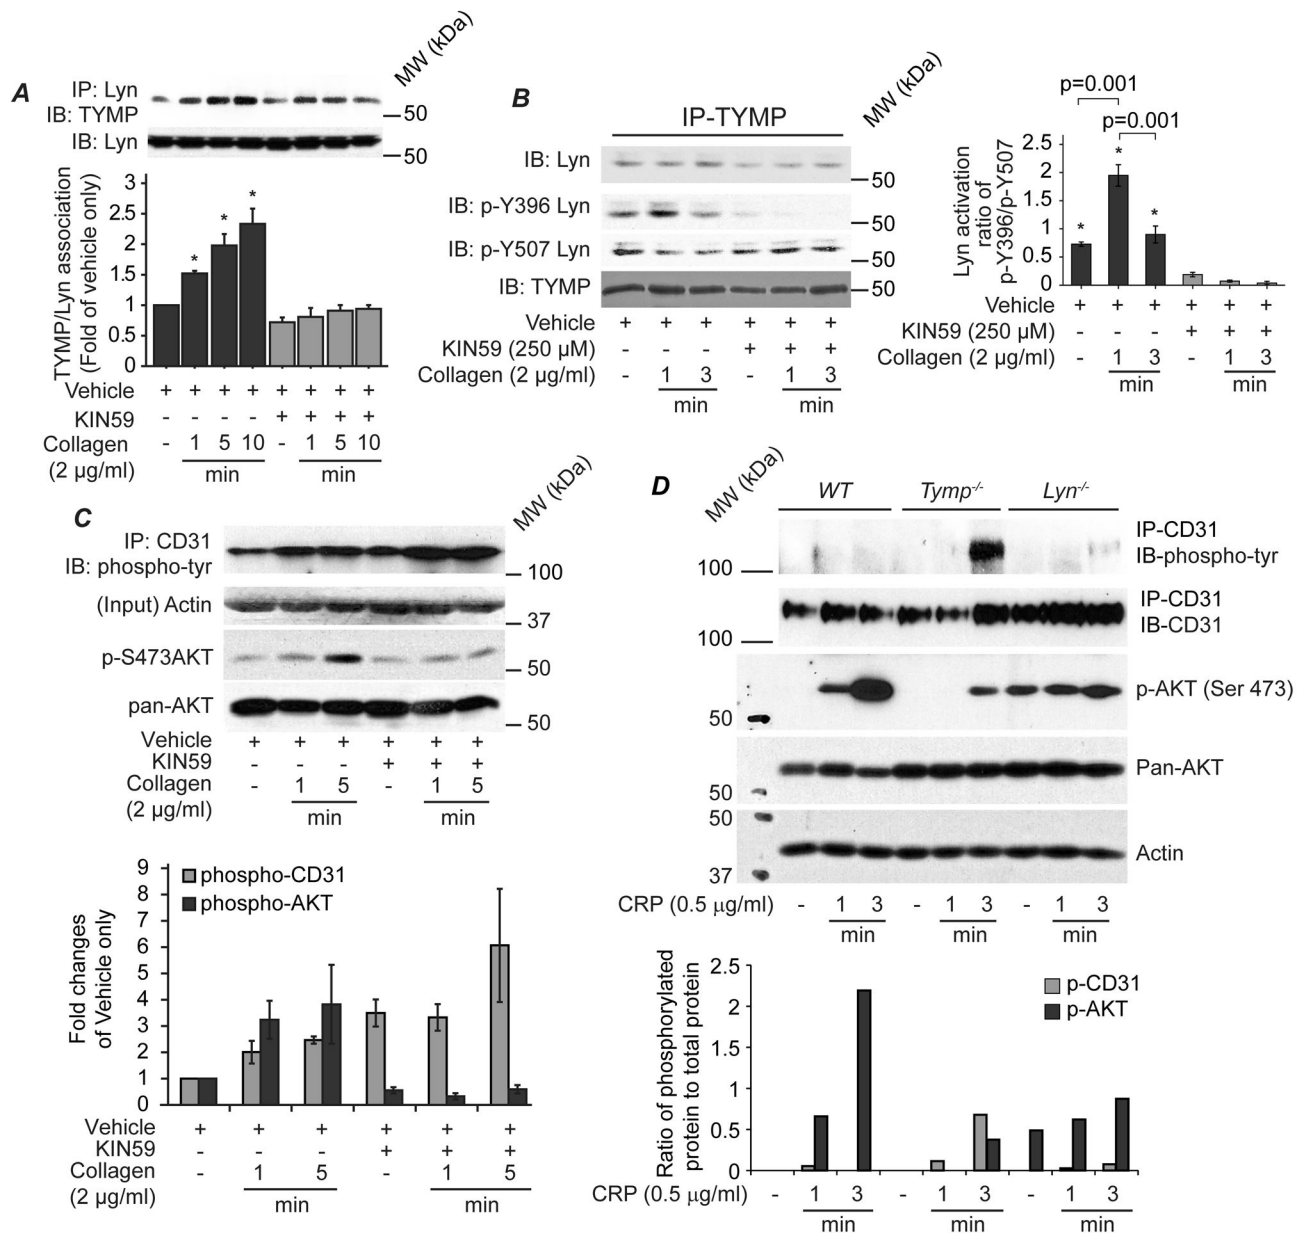 A
MW (kDa)
IP: Lyn
IB: TYMP
50
IB: Lyn
50
TYMP/Lyn association
(Fold of vehicle only)
3
2.5
2
1.5
1
0.5
0
Vehicle + + + + + + + +
KIN59 - - - - + + + +
Collagen - 1 5 10 - 1 5 10
(2 µg/ml) min min
B
IP-TYMP
MW (kDa)
IB: Lyn
50
IB: p-Y396 Lyn
50
IB: p-Y507 Lyn
50
IB: TYMP
50
Vehicle + + + + + +
KIN59 (250 µM) - - - + + +
Collagen (2 µg/ml) - 1 3 - 1 3
min min
p=0.001
p=0.001
Lyn activation
ratio of
p-Y396/p-Y507
2.5
2
1.5
1
0.5
0
* * *
Vehicle + + + + + +
KIN59 (250 µM) - - - + + +
Collagen (2 µg/ml) - 1 3 - 1 3
min min
C
MW (kDa)
IP: CD31
IB: phospho-tyr
100
(Input) Actin
37
p-S473AKT
50
pan-AKT
50
Vehicle + + + + + +
KIN59 - - - + + +
Collagen - 1 5 - 1 5
(2 µg/ml) min min
Fold changes
of Vehicle only
9
8
7
6
5
4
3
2
1
0
phospho-CD31
phospho-AKT
Vehicle + + + + + +
KIN59 - - - + + +
Collagen - 1 5 - 1 5
(2 µg/ml) min min
D
MW (kDa)
WT Tymp-/- Lyn-/-
IP-CD31
IB-phospho-tyr
100
IP-CD31
IB-CD31
100
p-AKT (Ser 473)
50
Pan-AKT
50
50
Actin
37
CRP (0.5 µg/ml) - 1 3 - 1 3 - 1 3
min min min
Ratio of phosphorylated
protein to total protein
2.5
2
1.5
1
0.5
0
p-CD31
p-AKT
CRP (0.5 µg/ml) - 1 3 - 1 3 - 1 3
min min min